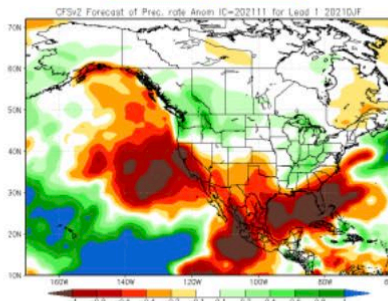 CFSv2 Forecast of Prec. rate Anom IC=202111 for Lead 1 2021DJF
70N
60N
50N
40N
30N
20N
10N
160W 140W 120W 100W 80W